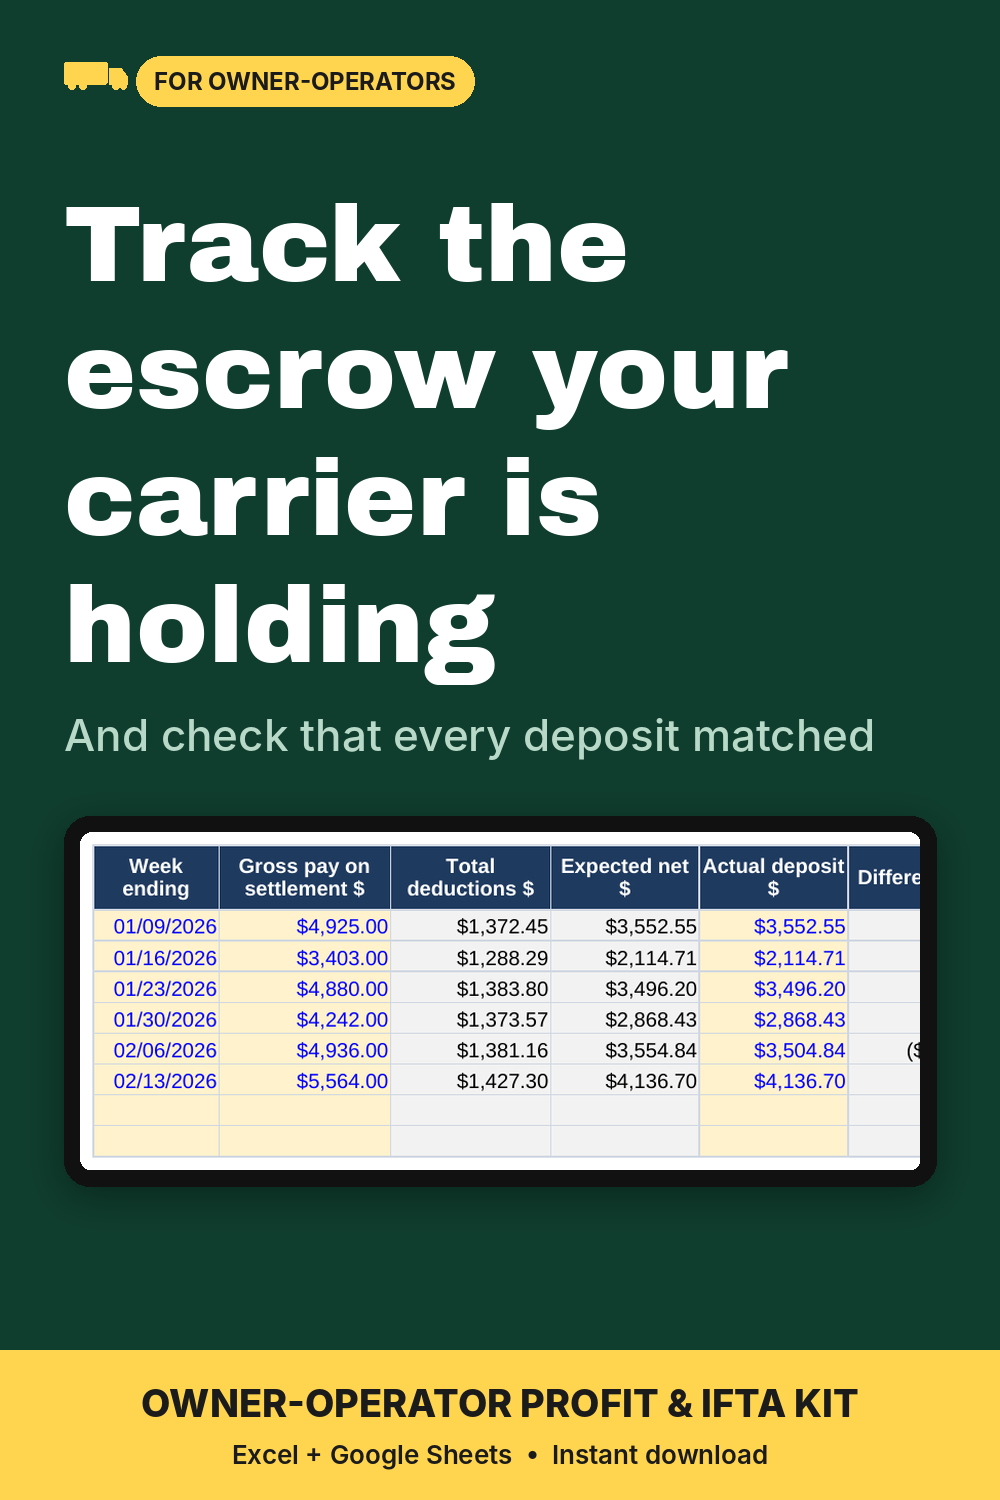 FOR OWNER-OPERATORS
Track the
escrow your
carrier is
holding
And check that every deposit matched
Week ending Gross pay on settlement $ Total deductions $ Expected net $ Actual deposit $
01/09/2026 $4,925.00 $1,372.45 $3,552.55 $3,552.55
01/16/2026 $3,403.00 $1,288.29 $2,114.71 $2,114.71
01/23/2026 $4,880.00 $1,383.80 $3,496.20 $3,496.20
01/30/2026 $4,242.00 $1,373.57 $2,868.43 $2,868.43
02/06/2026 $4,936.00 $1,381.16 $3,554.84 $3,504.84
02/13/2026 $5,564.00 $1,427.30 $4,136.70 $4,136.70
OWNER-OPERATOR PROFIT & IFTA KIT
Excel + Google Sheets • Instant download